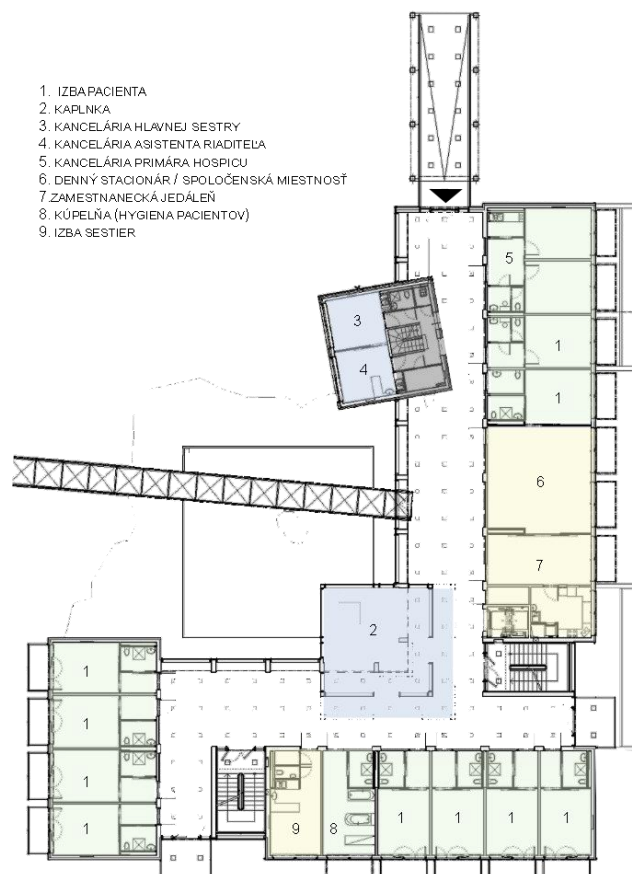 1. IZBA PACIENTA
2. KAPLNKA
3. KANCELÁRIA HLAVNEJ SESTRY
4. KANCELÁRIA ASISTENTA RIADITEĽA
5. KANCELÁRIA PRIMÁRA HOSPICU
6. DENNÝ STACIONÁR / SPOLOČENSKÁ MIESTNOSŤ
7. ZAMESTNANECKÁ JEDÁLEŇ
8. KÚPEĽŇA (HYGIENA PACIENTOV)
9. IZBA SESTIER
5
3
1
4
1
6
7
2
1
1
1
1
9
8
1
1
1
1